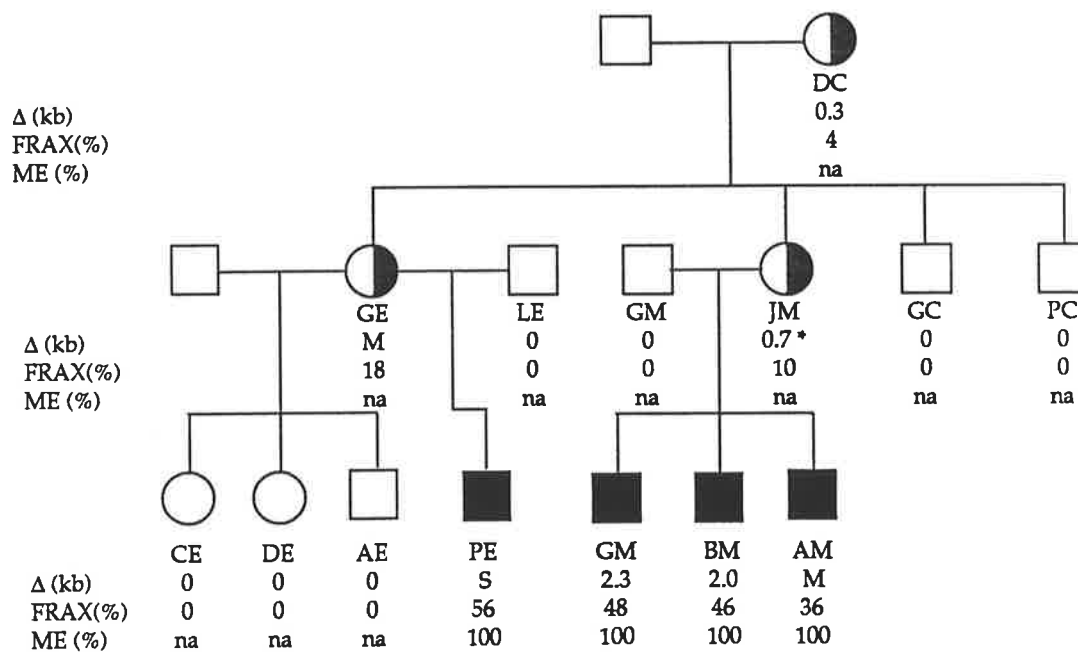 DC
Δ (kb) 0.3
FRAX(%) 4
ME (%) na
GE LE GM JM GC PC
Δ (kb) M 0 0 0.7 * 0 0
FRAX(%) 18 0 0 10 0 0
ME (%) na na na na na na
CE DE AE PE GM BM AM
Δ (kb) 0 0 0 S 2.3 2.0 M
FRAX(%) 0 0 0 56 48 46 36
ME (%) na na na 100 100 100 100